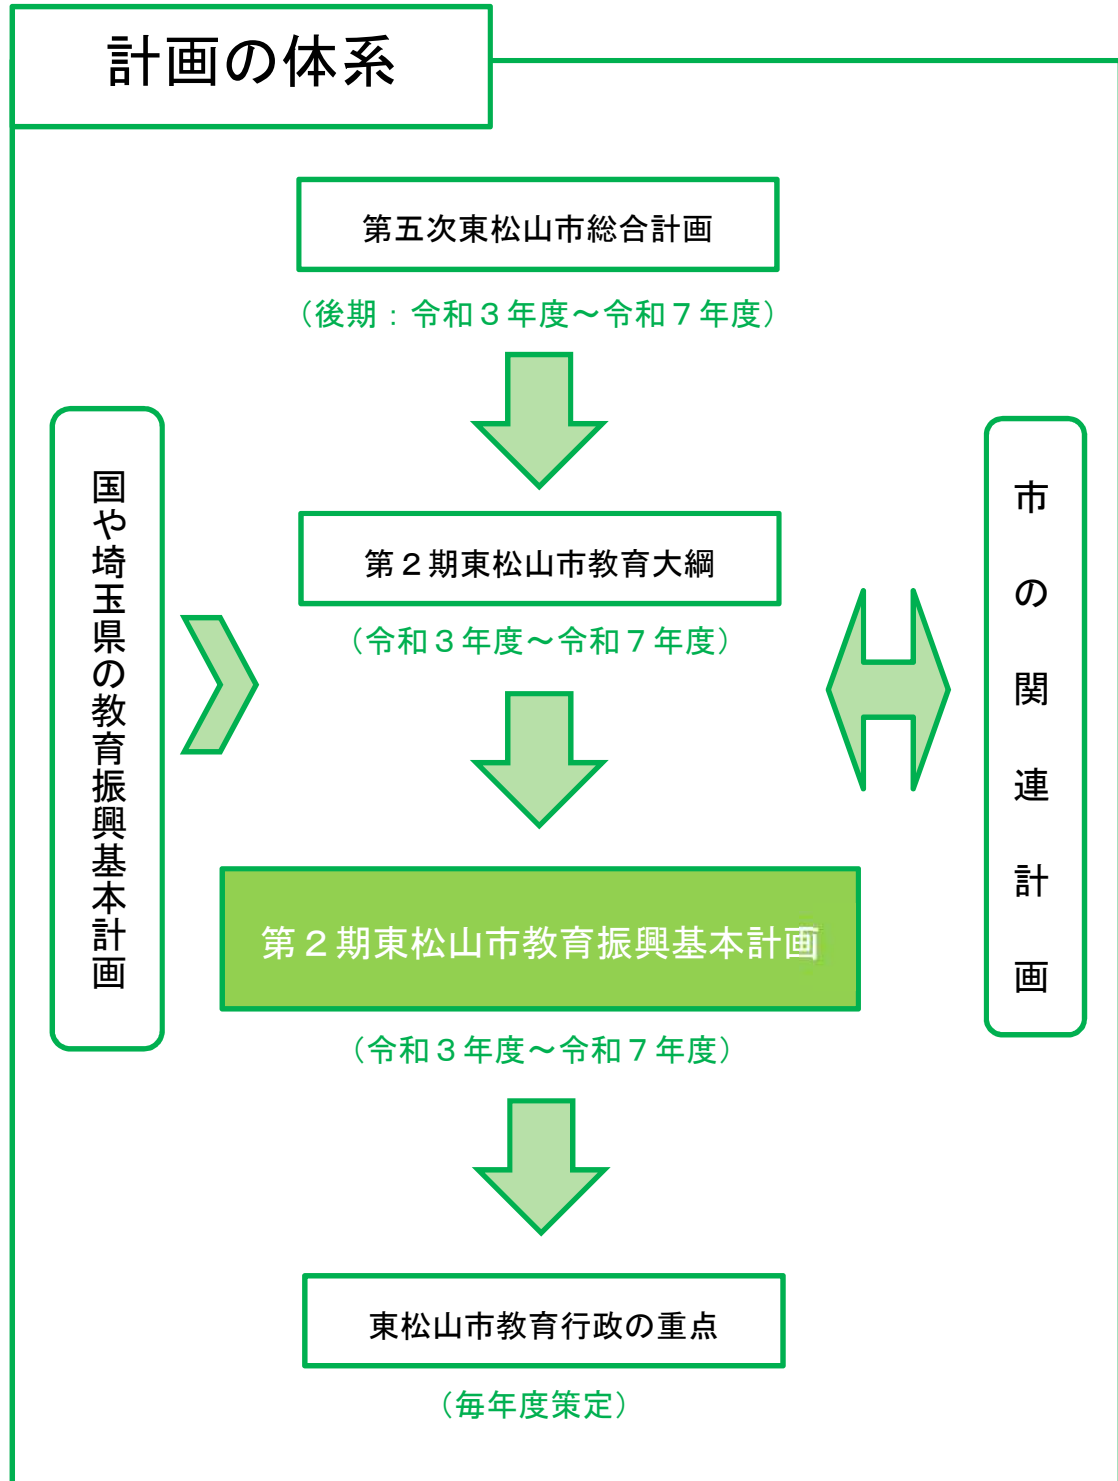 計画の体系
第五次東松山市総合計画
（後期：令和３年度～令和７年度）
国や埼玉県の教育振興基本計画
市の関連計画
第２期東松山市教育大綱
（令和３年度～令和７年度）
第２期東松山市教育振興基本計画
（令和３年度～令和７年度）
東松山市教育行政の重点
（毎年度策定）